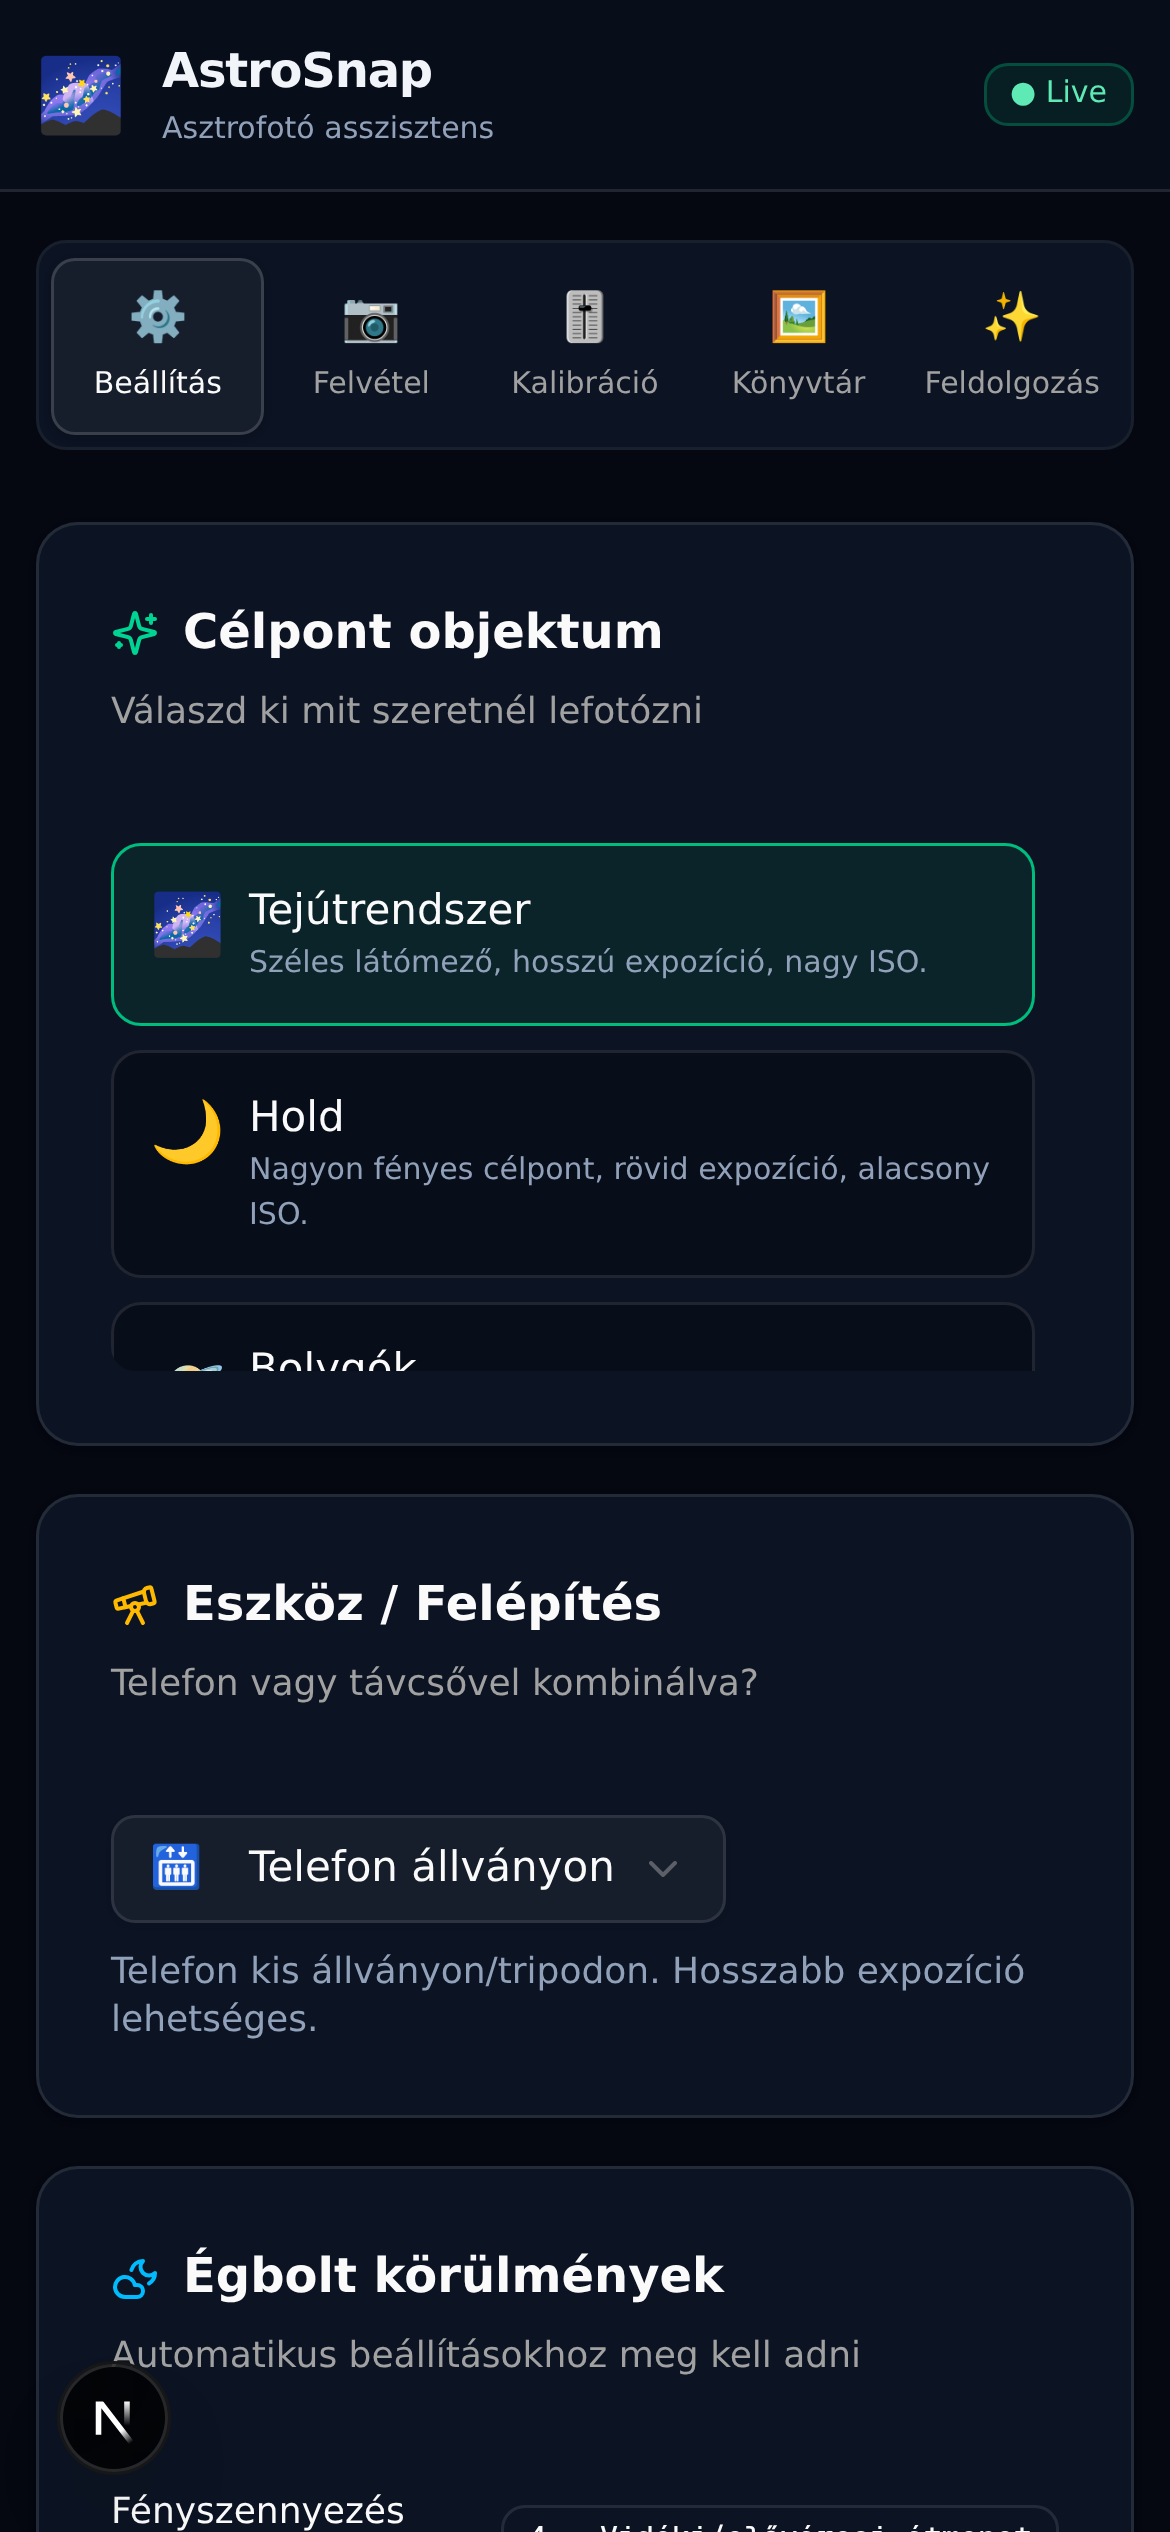 AstroSnap
Asztrofotó asszisztens
Live
Beállítás
Felvétel
Kalibráció
Könyvtár
Feldolgozás
Célpont objektum
Válaszd ki mit szeretnél lefotózni
Tejútrendszer
Széles látómező, hosszú expozíció, nagy ISO.
Hold
Nagyon fényes célpont, rövid expozíció, alacsony
ISO.
Bolygók
Eszköz / Felépítés
Telefon vagy távcsővel kombinálva?
Telefon állványon
Telefon kis állványon/tripodon. Hosszabb expozíció
lehetséges.
Égbolt körülmények
Automatikus beállításokhoz meg kell adni
N
Fényszennyezés